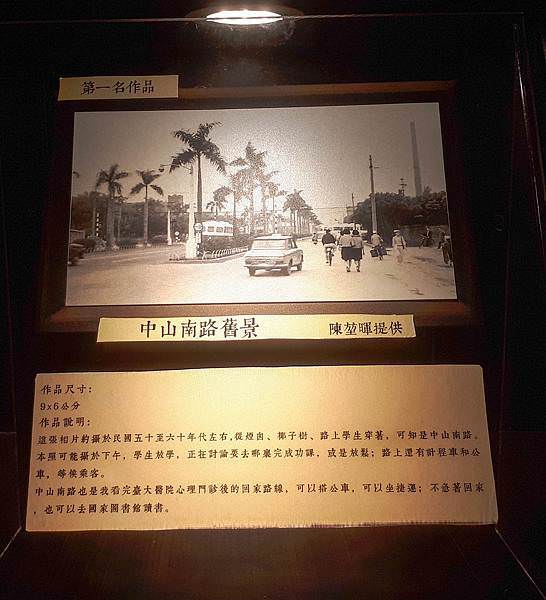 第一名作品
中山南路舊景 陳堃暉提供
作品尺寸:
9x6公分
作品說明:
這張相片約攝於民國五十至六十年代左右,從煙囪、椰子樹、路上學生穿著,可知是中山南路。
本照可能攝於下午,學生放學,正在討論要去哪裏完成功課,或是放鬆;路上還有計程車和公
車,等候乘客。
中山南路也是我看完臺大醫院心理門診後的回家路線,可以搭公車,可以坐捷運;不急著回家
,也可以去國家圖書館讀書。